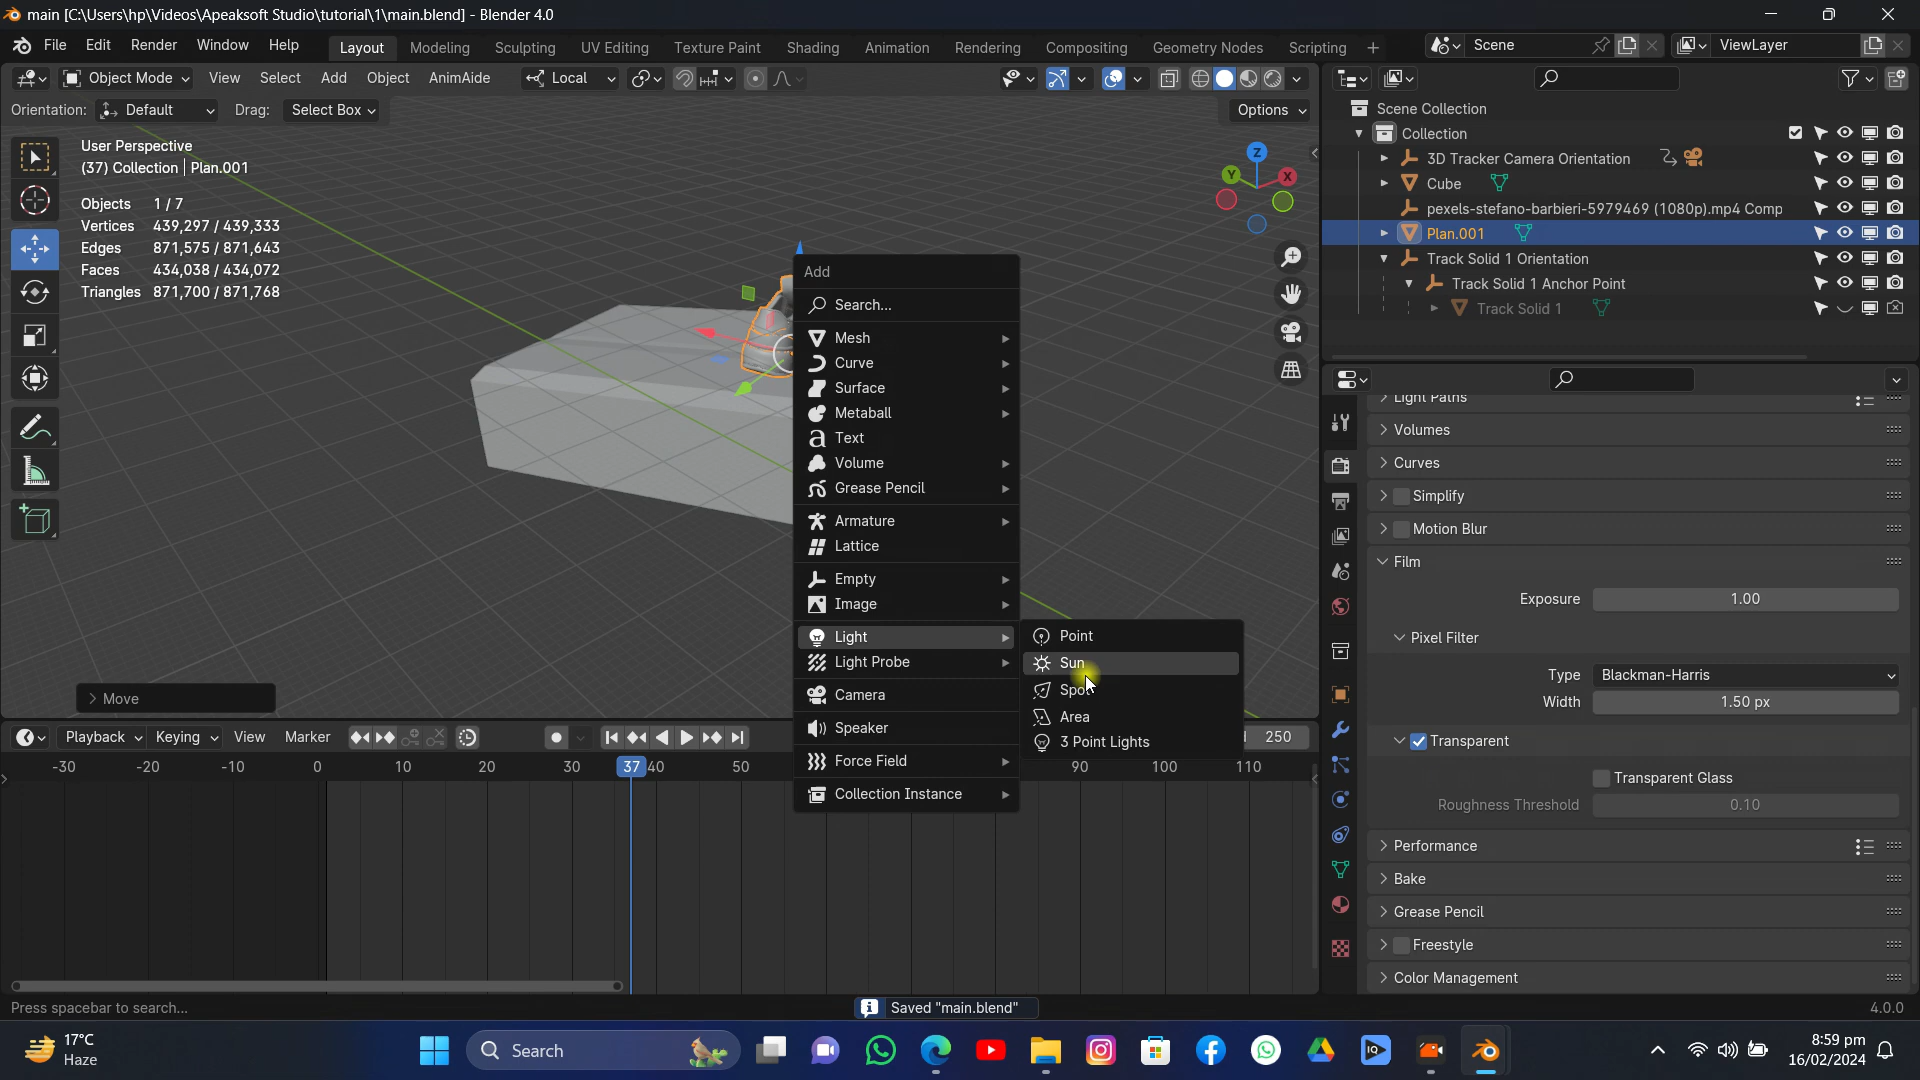 main [C:\Users\hp\Videos\Apeaksoft Studio\tutorial\1\main.blend] - Blender 4.0
File Edit Render Window Help Layout Modeling Sculpting UV Editing Texture Paint Shading Animation Rendering Compositing Geometry Nodes Scripting + Scene ViewLayer
Object Mode View Select Add Object AnimAide Local
Orientation: Default Drag: Select Box Options
User Perspective
(37) Collection | Plan.001
Objects 1 / 7
Vertices 439,297 / 439,333
Edges 871,575 / 871,643
Faces 434,038 / 434,072
Triangles 871,700 / 871,768
Z
Y
X
Move
Add
Search...
Mesh
Curve
Surface
Metaball
Text
Volume
Grease Pencil
Armature
Lattice
Empty
Image
Light
Light Probe
Camera
Speaker
Force Field
Collection Instance
Point
Sun
Spot
Area
3 Point Lights
Scene Collection
Collection
3D Tracker Camera Orientation
Cube
pexels-stefano-barbieri-5979469 (1080p).mp4 Comp
Plan.001
Track Solid 1 Orientation
Track Solid 1 Anchor Point
Track Solid 1
Light Paths
Volumes
Curves
Simplify
Motion Blur
Film
Exposure 1.00
Pixel Filter
Type Blackman-Harris
Width 1.50 px
Transparent
Transparent Glass
Roughness Threshold 0.10
Performance
Bake
Grease Pencil
Freestyle
Color Management
Playback Keying View Marker 250
-30 -20 -10 0 10 20 30 37 40 50 90 100 110
Press spacebar to search...
Saved "main.blend"
4.0.0
17°C
Haze
Search
8:59 pm
16/02/2024